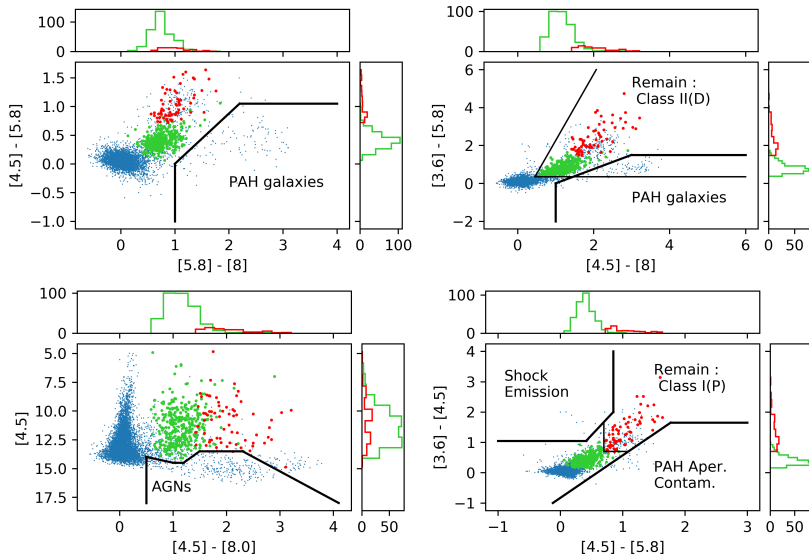 100
0
1.5
1.0
0.5
0.0
−0.5
−1.0
[4.5] - [5.8]
PAH galaxies
0 1 2 3 4
[5.8] - [8]
0 100
100
0
6
4
2
0
−2
[3.6] - [5.8]
Remain :
Class II(D)
PAH galaxies
0 2 4 6
[4.5] - [8]
0 50
100
0
5.0
7.5
10.0
12.5
15.0
17.5
[4.5]
AGNs
0 1 2 3 4
[4.5] - [8.0]
0 50
100
0
4
3
2
1
0
−1
[3.6] - [4.5]
Shock
Emission
Remain :
Class I(P)
PAH Aper.
Contam.
−1 0 1 2 3
[4.5] - [5.8]
0 50